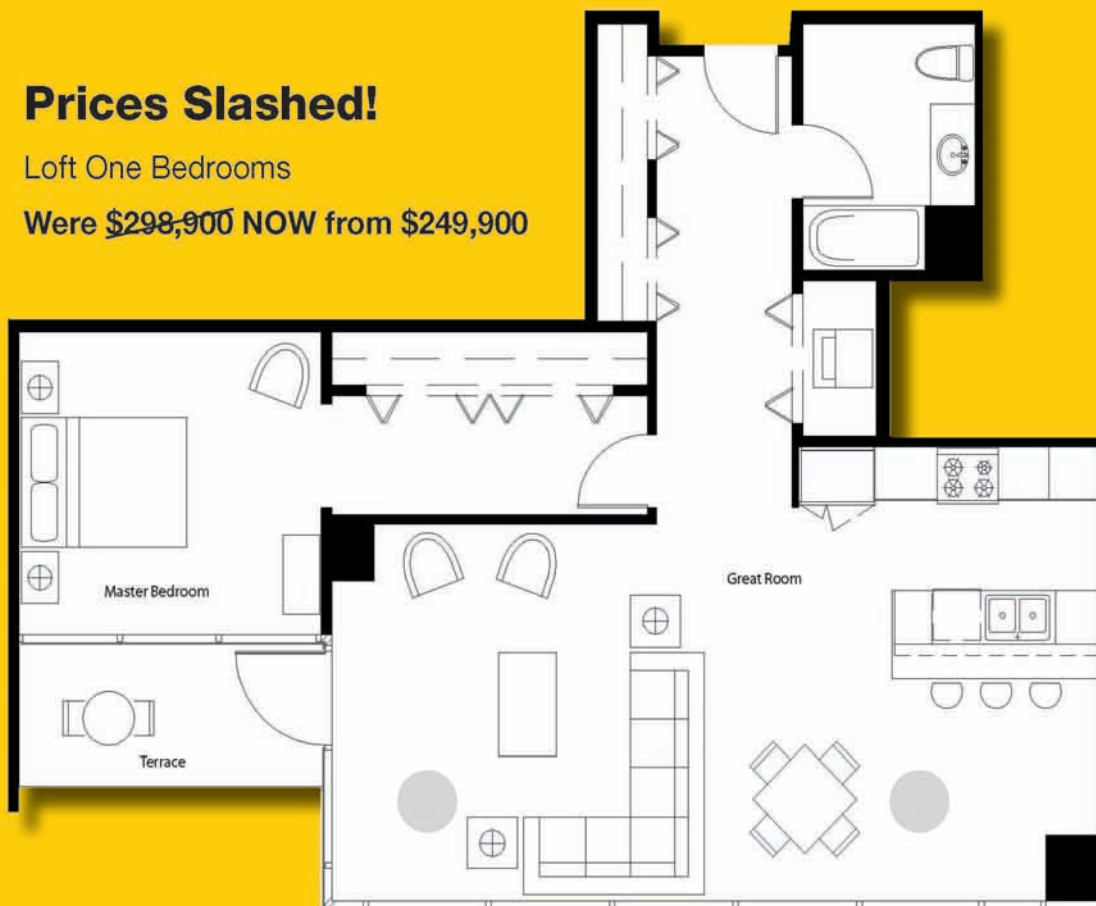 Prices Slashed!
Loft One Bedrooms
Were $298,900 NOW from $249,900
Master Bedroom
Great Room
Terrace